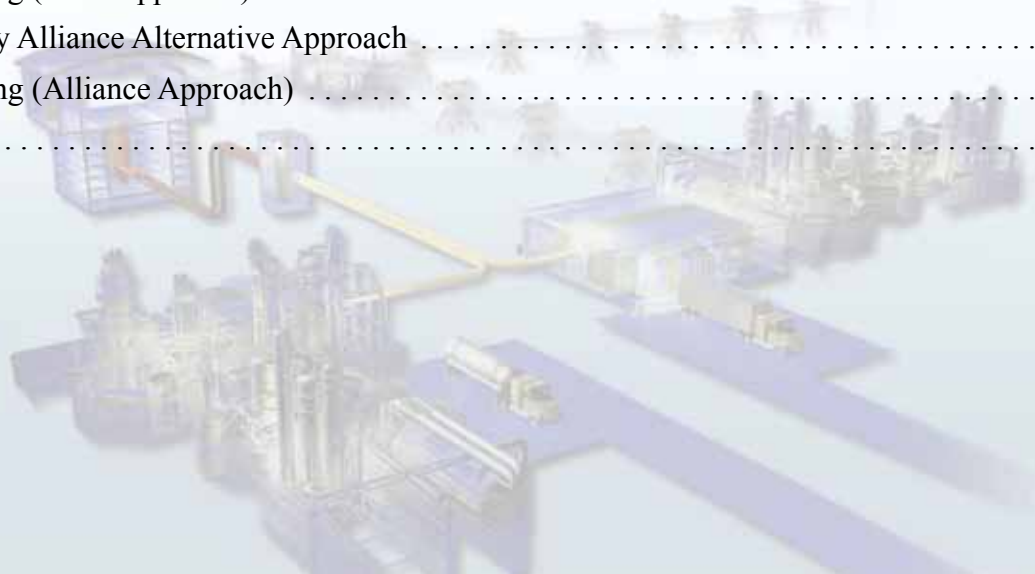 y Alliance Alternative Approach . . . . . . . . . . . . . . . . . . . . . . . . . . . . . . . . . . . . . . .
ng (Alliance Approach) . . . . . . . . . . . . . . . . . . . . . . . . . . . . . . . . . . . . . . . . . . . . . .
. . . . . . . . . . . . . . . . . . . . . . . . . . . . . . . . . . . . . . . . . . . . . . . . . . . . . . . . . . . . . . . . .